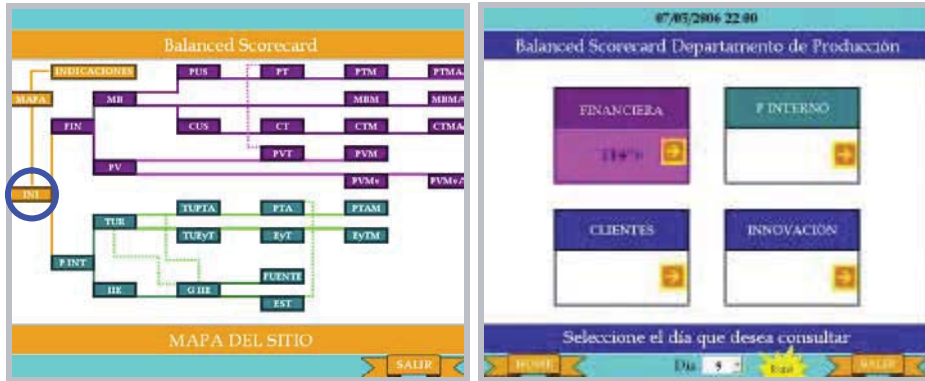 Balanced Scorecard
INDICACIONES
PUS PT PTM PTMA
MAPA
MB MBM MBMA
FIN CUS CT CTM CTMA
PVT PVM
PV
PVMv PVMvA
INI
TUPTA PTA PTAM
TUR
TUEyT EyT EyTM
P INT
FUENTE
IIE G IIE
EST
MAPA DEL SITIO
SALIR
07/05/2006 22:00
Balanced Scorecard Departamento de Producción
FINANCIERA P INTERNO
CLIENTES INNOVACION
Seleccione el día que desea consultar
HOME Día 9 SALIR